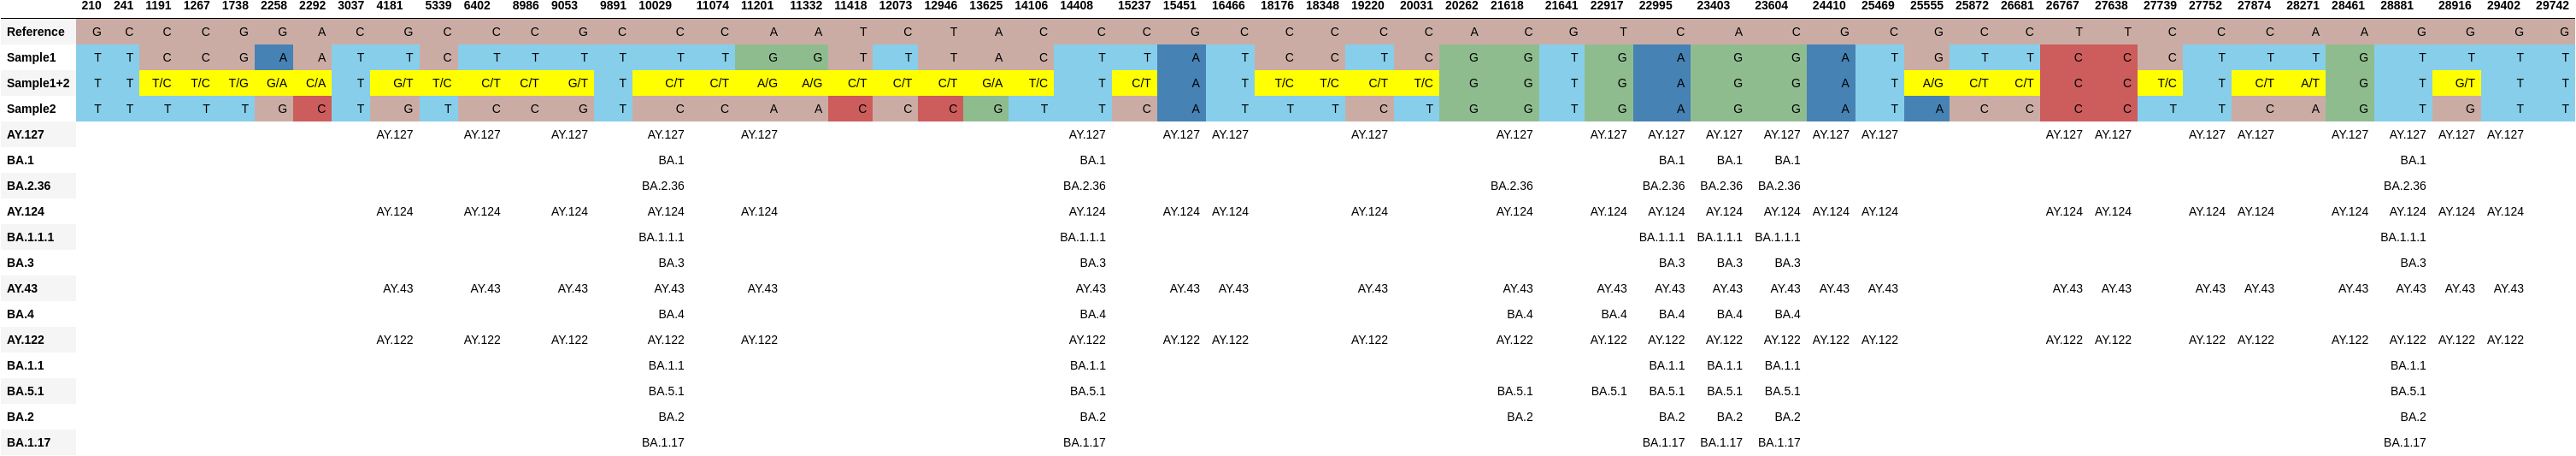 210 241 1191 1267 1738 2258 2292 3037 4181 5339 6402 8986 9053 9891 10029 11074 11201 11332 11418 12073 12946 13625 14106 14408 15237 15451 16466 18176 18348 19220 20031 20262 21618 21641 22917 22995 23403 23604 24410 25469 25555 25872 26681 26767 27638 27739 27752 27874 28271 28461 28881 28916 29402 29742
Reference G C C C G G A C G C C C G C C C A A T C T A C C C G C C C C C A C G T C A C G C G C C T T C C C A A G G G G
Sample1 T T C C G A A T T C T T T T T T G G T T T A C T T A T C C T C G G T G A G G A T G T T C C C T T T G T T T T
Sample1+2 T T T/C T/C T/G G/A C/A T G/T T/C C/T C/T G/T T C/T C/T A/G A/G C/T C/T C/T G/A T/C T C/T A T T/C T/C C/T T/C G G T G A G G A T A/G C/T C/T C C T/C T C/T A/T G T G/T T T
Sample2 T T T T T G C T G T C C G T C C A A C C C G T T C A T T T C T G G T G A G G A T A C C C C T T C A G T G T T
AY.127 AY.127 AY.127 AY.127 AY.127 AY.127 AY.127 AY.127 AY.127 AY.127 AY.127 AY.127 AY.127 AY.127 AY.127 AY.127 AY.127 AY.127 AY.127 AY.127 AY.127 AY.127 AY.127 AY.127 AY.127
BA.1 BA.1 BA.1 BA.1 BA.1 BA.1 BA.1
BA.2.36 BA.2.36 BA.2.36 BA.2.36 BA.2.36 BA.2.36 BA.2.36 BA.2.36
AY.124 AY.124 AY.124 AY.124 AY.124 AY.124 AY.124 AY.124 AY.124 AY.124 AY.124 AY.124 AY.124 AY.124 AY.124 AY.124 AY.124 AY.124 AY.124 AY.124 AY.124 AY.124 AY.124 AY.124 AY.124
BA.1.1.1 BA.1.1.1 BA.1.1.1 BA.1.1.1 BA.1.1.1 BA.1.1.1 BA.1.1.1
BA.3 BA.3 BA.3 BA.3 BA.3 BA.3 BA.3
AY.43 AY.43 AY.43 AY.43 AY.43 AY.43 AY.43 AY.43 AY.43 AY.43 AY.43 AY.43 AY.43 AY.43 AY.43 AY.43 AY.43 AY.43 AY.43 AY.43 AY.43 AY.43 AY.43 AY.43 AY.43
BA.4 BA.4 BA.4 BA.4 BA.4 BA.4 BA.4 BA.4
AY.122 AY.122 AY.122 AY.122 AY.122 AY.122 AY.122 AY.122 AY.122 AY.122 AY.122 AY.122 AY.122 AY.122 AY.122 AY.122 AY.122 AY.122 AY.122 AY.122 AY.122 AY.122 AY.122 AY.122 AY.122
BA.1.1 BA.1.1 BA.1.1 BA.1.1 BA.1.1 BA.1.1 BA.1.1
BA.5.1 BA.5.1 BA.5.1 BA.5.1 BA.5.1 BA.5.1 BA.5.1 BA.5.1 BA.5.1
BA.2 BA.2 BA.2 BA.2 BA.2 BA.2 BA.2 BA.2
BA.1.17 BA.1.17 BA.1.17 BA.1.17 BA.1.17 BA.1.17 BA.1.17